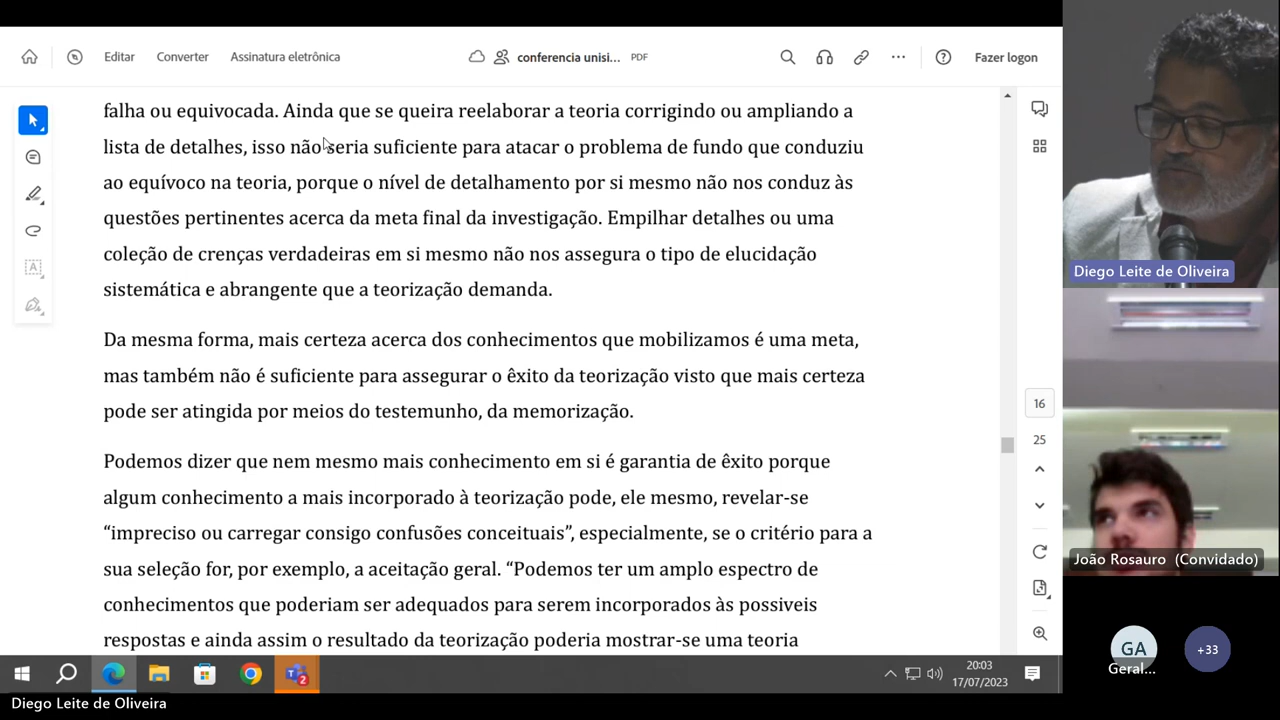 Editar
Converter
Assinatura eletrônica
conferencia unisi...
PDF
Fazer logon
falha ou equivocada. Ainda que se queira reelaborar a teoria corrigindo ou ampliando a
lista de detalhes, isso não seria suficiente para atacar o problema de fundo que conduziu
ao equívoco na teoria, porque o nível de detalhamento por si mesmo não nos conduz às
questões pertinentes acerca da meta final da investigação. Empilhar detalhes ou uma
coleção de crenças verdadeiras em si mesmo não nos assegura o tipo de elucidação
sistemática e abrangente que a teorização demanda.
Da mesma forma, mais certeza acerca dos conhecimentos que mobilizamos é uma meta,
mas também não é suficiente para assegurar o êxito da teorização visto que mais certeza
pode ser atingida por meios do testemunho, da memorização.
Podemos dizer que nem mesmo mais conhecimento em si é garantia de êxito porque
algum conhecimento a mais incorporado à teorização pode, ele mesmo, revelar-se
“impreciso ou carregar consigo confusões conceituais”, especialmente, se o critério para a
sua seleção for, por exemplo, a aceitação geral. “Podemos ter um amplo espectro de
conhecimentos que poderiam ser adequados para serem incorporados às possiveis
respostas e ainda assim o resultado da teorização poderia mostrar-se uma teoria
16
25
20:03
17/07/2023
Diego Leite de Oliveira
Diego Leite de Oliveira
João Rosauro (Convidado)
GA
Geral...
+33